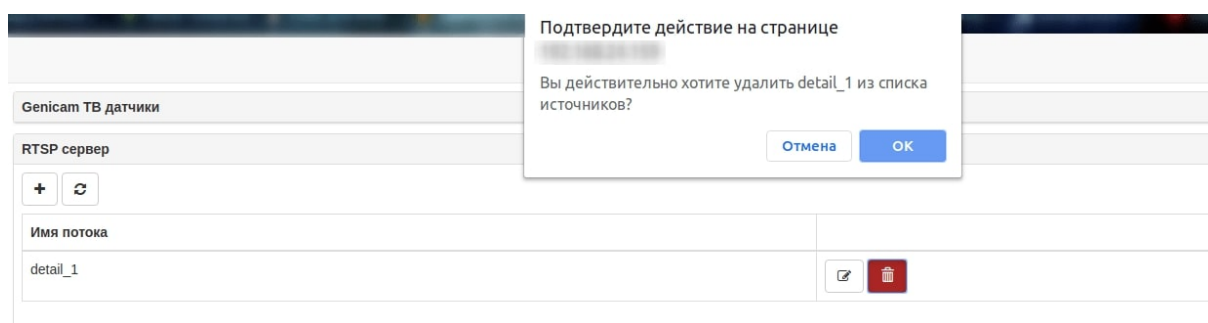 Подтвердите действие на странице
Вы действительно хотите удалить detail_1 из списка
источников?
Отмена
OK
Genicam ТВ датчики
RTSP сервер
Имя потока
detail_1